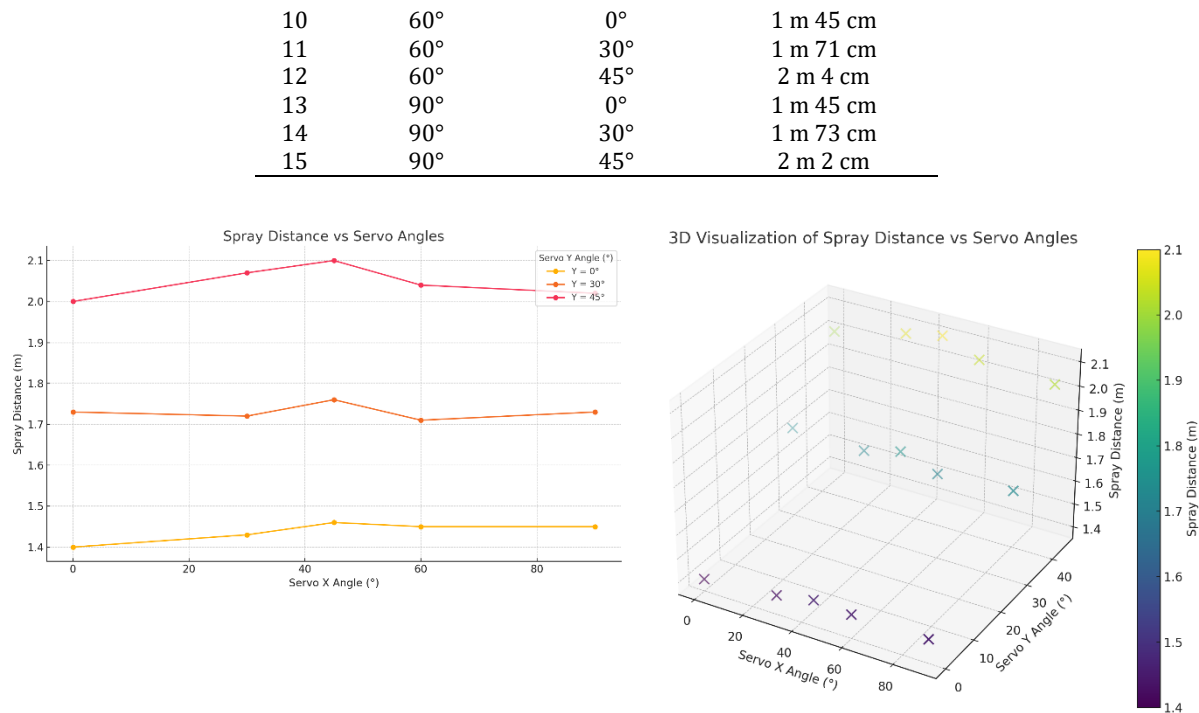 10 60° 0° 1 m 45 cm
11 60° 30° 1 m 71 cm
12 60° 45° 2 m 4 cm
13 90° 0° 1 m 45 cm
14 90° 30° 1 m 73 cm
15 90° 45° 2 m 2 cm
Spray Distance vs Servo Angles
Servo Y Angle (°)
Y = 0°
Y = 30°
Y = 45°
2.1
2.0
1.9
1.8
1.7
1.6
1.5
1.4
Spray Distance (m)
0 20 40 60 80
Servo X Angle (°)
3D Visualization of Spray Distance vs Servo Angles
2.1
2.0
1.9
1.8
1.7
1.6
1.5
1.4
Spray Distance (m)
0 20 40 60 80
Servo X Angle (°)
0 10 20 30 40
Servo Y Angle (°)
2.1
2.0
1.9
1.8
1.7
1.6
1.5
1.4
Spray Distance (m)